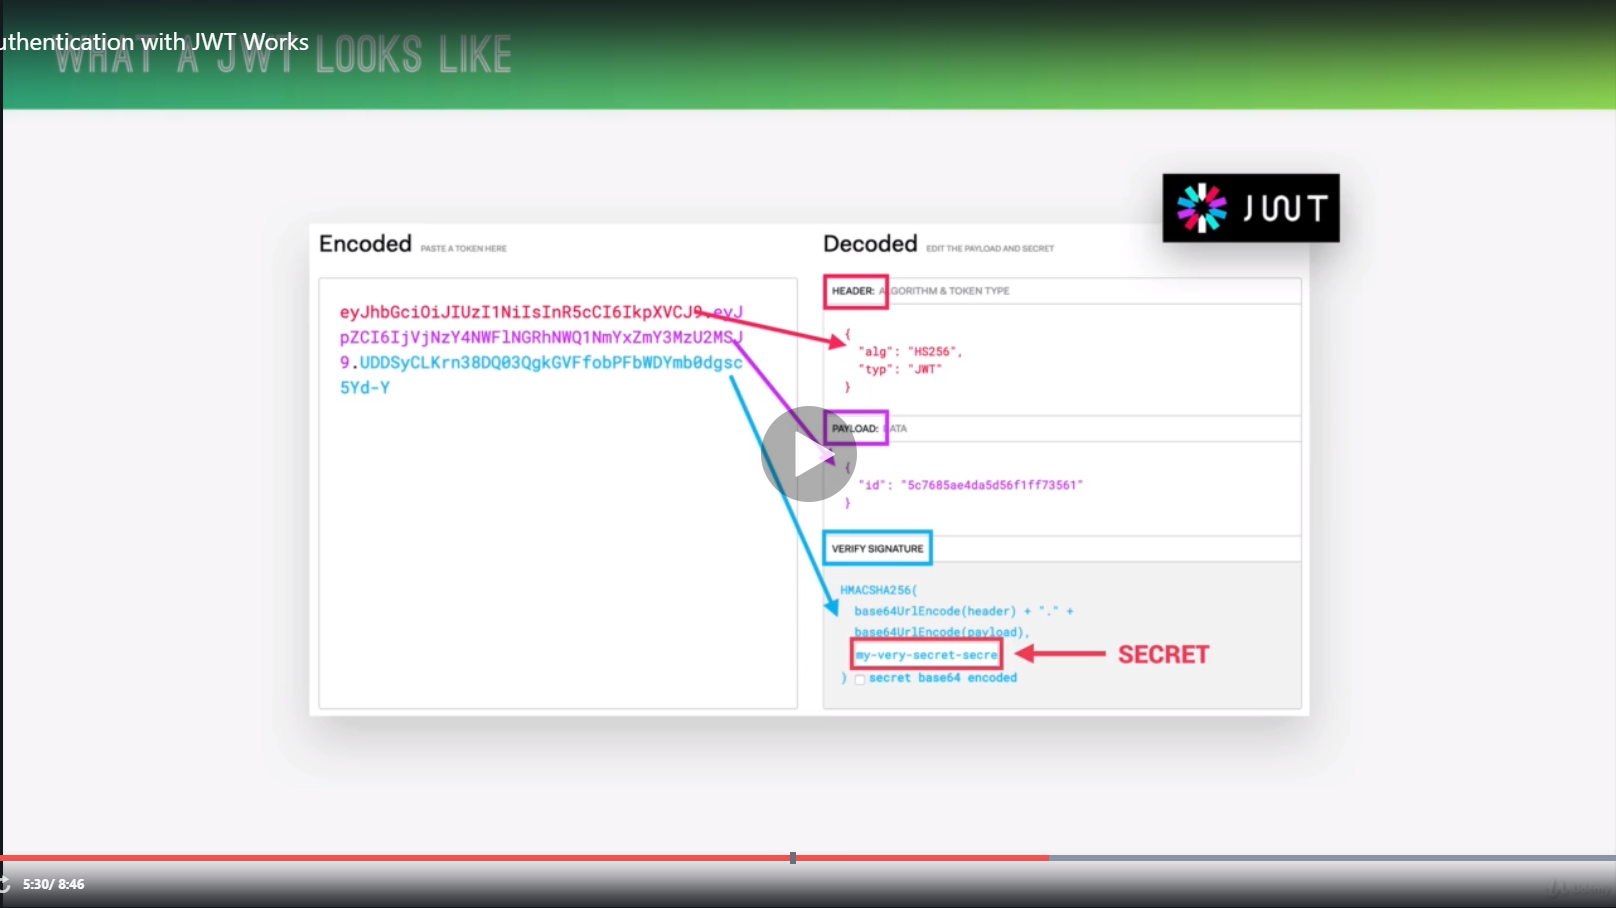 uthentication with JWT Works
WHAT A JWT LOOKS LIKE
JWT
Encoded PASTE A TOKEN HERE
Decoded EDIT THE PAYLOAD AND SECRET
eyJhbGciOiJIUzI1NiIsInR5cCI6IkpXVCJ9.eyJ
pZCI6IjVjNzY4NWFlNGRhNWQ1NmYxZmY3MzU2MSJ
9.UDDSyCLKrn38DQ03QgkGVFfobPFbWDYmb0dgsc
5Yd-Y
HEADER: ALGORITHM & TOKEN TYPE
{
"alg": "HS256",
"typ": "JWT"
}
PAYLOAD: DATA
{
"id": "5c7685ae4da5d56f1ff73561"
}
VERIFY SIGNATURE
HMACSHA256(
base64UrlEncode(header) + "." +
base64UrlEncode(payload),
my-very-secret-secre
SECRET
) secret base64 encoded
5:30/ 8:46